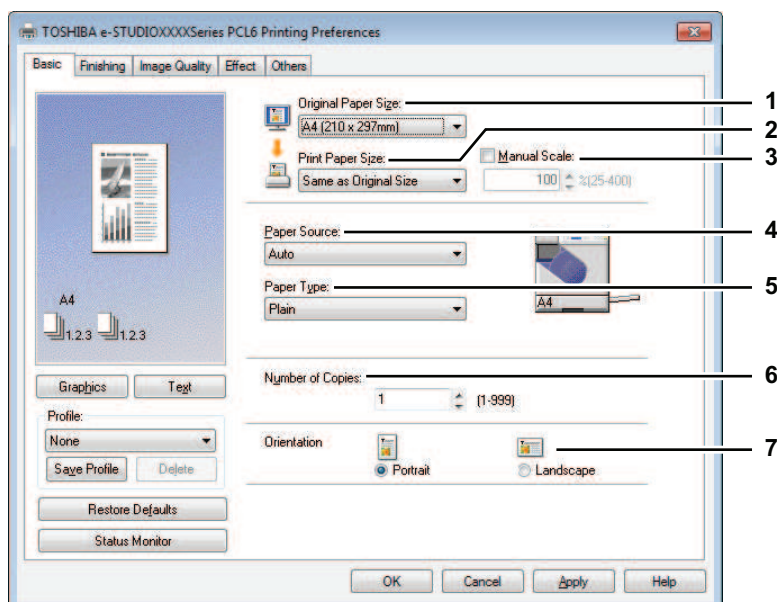 TOSHIBA e-STUDIOXXXXSeries PCL6 Printing Preferences
Basic Finishing Image Quality Effect Others
Original Paper Size: 1
A4 (210 x 297mm) 2
Print Paper Size: Manual Scale: 3
Same as Original Size 100 %(25-400)
Paper Source: 4
Auto
Paper Type: 5
Plain
A4
A4
1.2.3 1.2.3
Graphics Text
Number of Copies: 6
1 (1-999)
Profile:
None
Save Profile Delete
Orientation 7
Portrait Landscape
Restore Defaults
Status Monitor
OK Cancel Apply Help